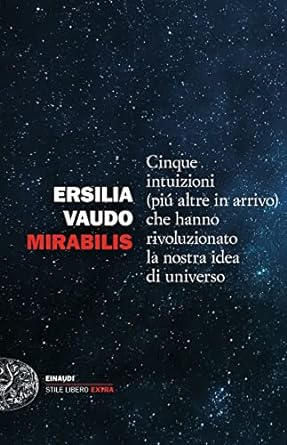 ERSILIA
VAUDO
MIRABILIS
Cinque
intuizioni
(piú altre in arrivo)
che hanno
rivoluzionato
la nostra idea
di universo
EINAUDI
STILE LIBERO EXTRA